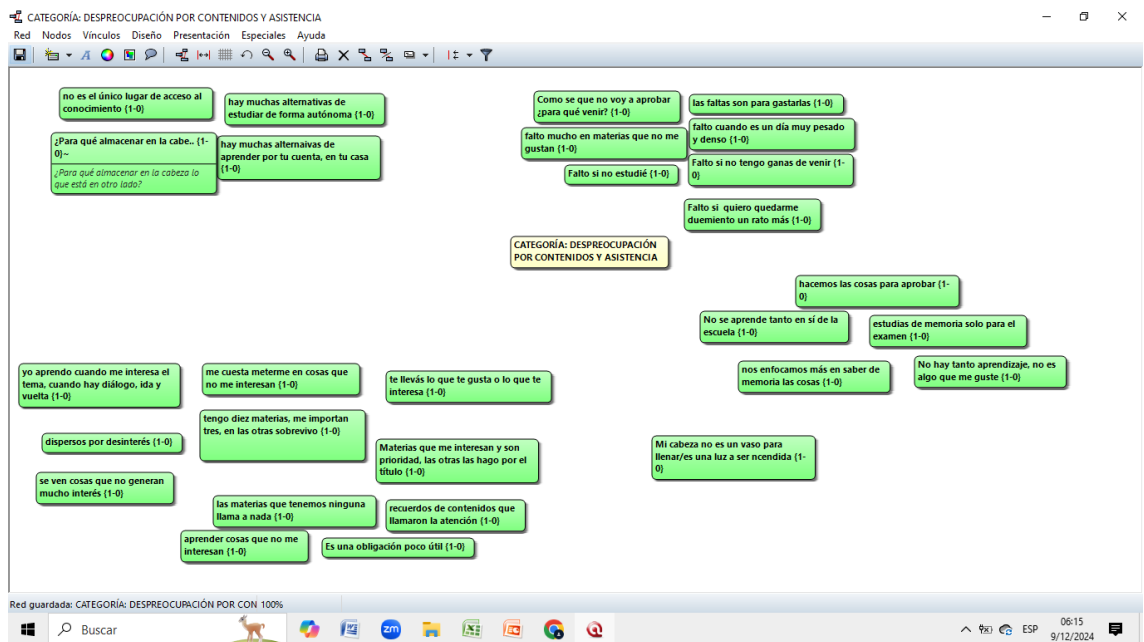 CATEGORÍA: DESPREOCUPACIÓN POR CONTENIDOS Y ASISTENCIA
Red Nodos Vínculos Diseño Presentación Especiales Ayuda
no es el único lugar de acceso al
conocimiento {1-0}
hay muchas alternativas de
estudiar de forma autónoma {1-0}
¿Para qué almacenar en la cabe.. {1-
0}~
¿Para qué almacenar en la cabeza lo
que está en otro lado?
hay muchas alternaivas de
aprender por tu cuenta, en tu casa
{1-0}
Como se que no voy a aprobar
¿para qué venir? {1-0}
las faltas son para gastarlas {1-0}
falto mucho en materias que no me
gustan {1-0}
falto cuando es un día muy pesado
y denso {1-0}
Falto si no estudié {1-0}
Falto si no tengo ganas de venir {1-
0}
Falto si quiero quedarme
duemiento un rato más {1-0}
CATEGORÍA: DESPREOCUPACIÓN
POR CONTENIDOS Y ASISTENCIA
hacemos las cosas para aprobar {1-
0}
No se aprende tanto en sí de la
escuela {1-0}
estudias de memoria solo para el
examen {1-0}
nos enfocamos más en saber de
memoria las cosas {1-0}
No hay tanto aprendizaje, no es
algo que me guste {1-0}
yo aprendo cuando me interesa el
tema, cuando hay diálogo, ida y
vuelta {1-0}
me cuesta meterme en cosas que
no me interesan {1-0}
te llevás lo que te gusta o lo que te
interesa {1-0}
tengo diez materias, me importan
tres, en las otras sobrevivo {1-0}
dispersos por desinterés {1-0}
Materias que me interesan y son
prioridad, las otras las hago por el
título {1-0}
Mi cabeza no es un vaso para
llenar/es una luz a ser ncendida {1-
0}
se ven cosas que no generan
mucho interés {1-0}
las materias que tenemos ninguna
llama a nada {1-0}
recuerdos de contenidos que
llamaron la atención {1-0}
aprender cosas que no me
interesan {1-0}
Es una obligación poco útil {1-0}
Red guardada: CATEGORÍA: DESPREOCUPACIÓN POR CON 100%
Buscar
zm
ESP
06:15
9/12/2024